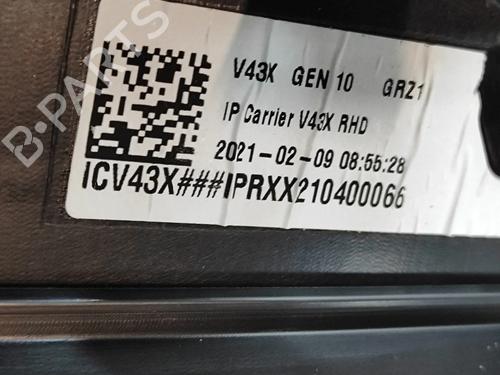 V43X GEN 10 GRZ1
IP Carrier V43X RHD
2021-02-09 08:55:28
ICV43X###IPRXX210400066
B-PARTS